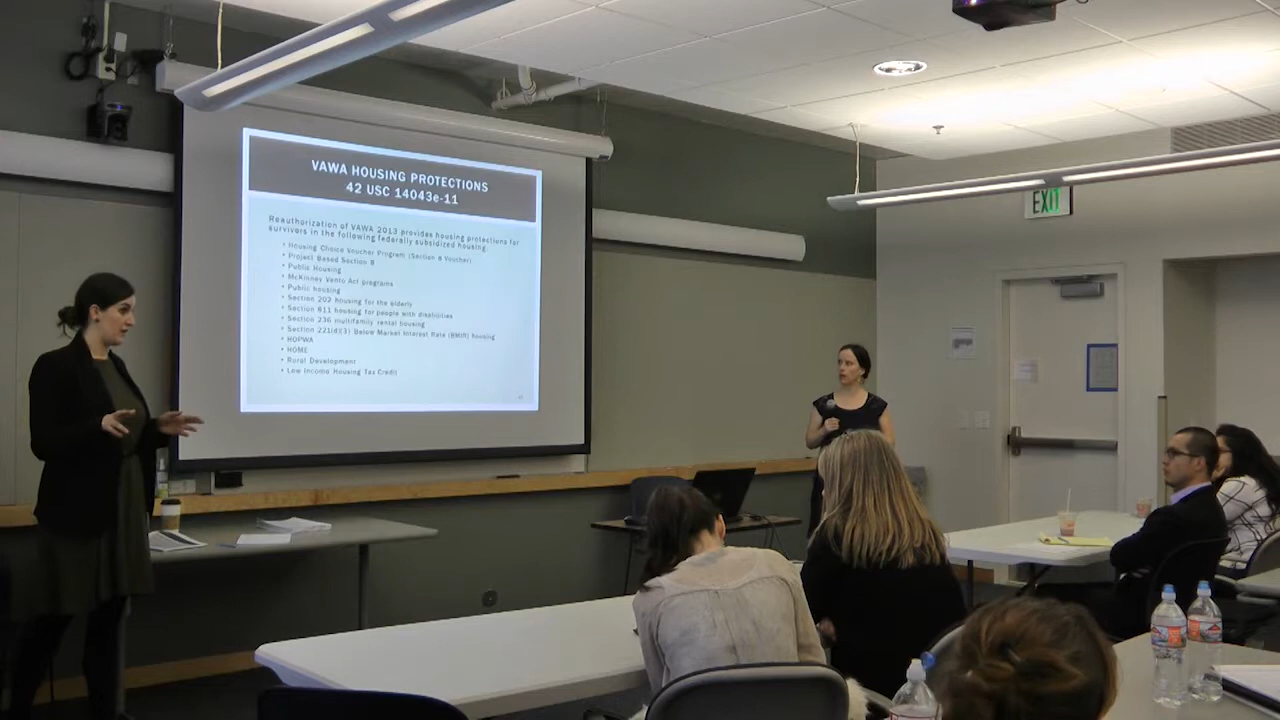 VAWA HOUSING PROTECTIONS
42 USC 14043e-11
Reauthorization of VAWA 2013 provides housing protections for
survivors in the following federally subsidized housing
• Housing Choice Voucher Program (Section 8 Voucher)
• Project Based Section 8
• Public Housing
• McKinney Vento Act programs
• Public housing
• Section 202 housing for the elderly
• Section 811 housing for people with disabilities
• Section 236 multifamily rental housing
• Section 221(d)(3) Below Market Interest Rate (BMIR) housing
• HOPWA
• HOME
• Rural Development
• Low Income Housing Tax Credit
EXIT